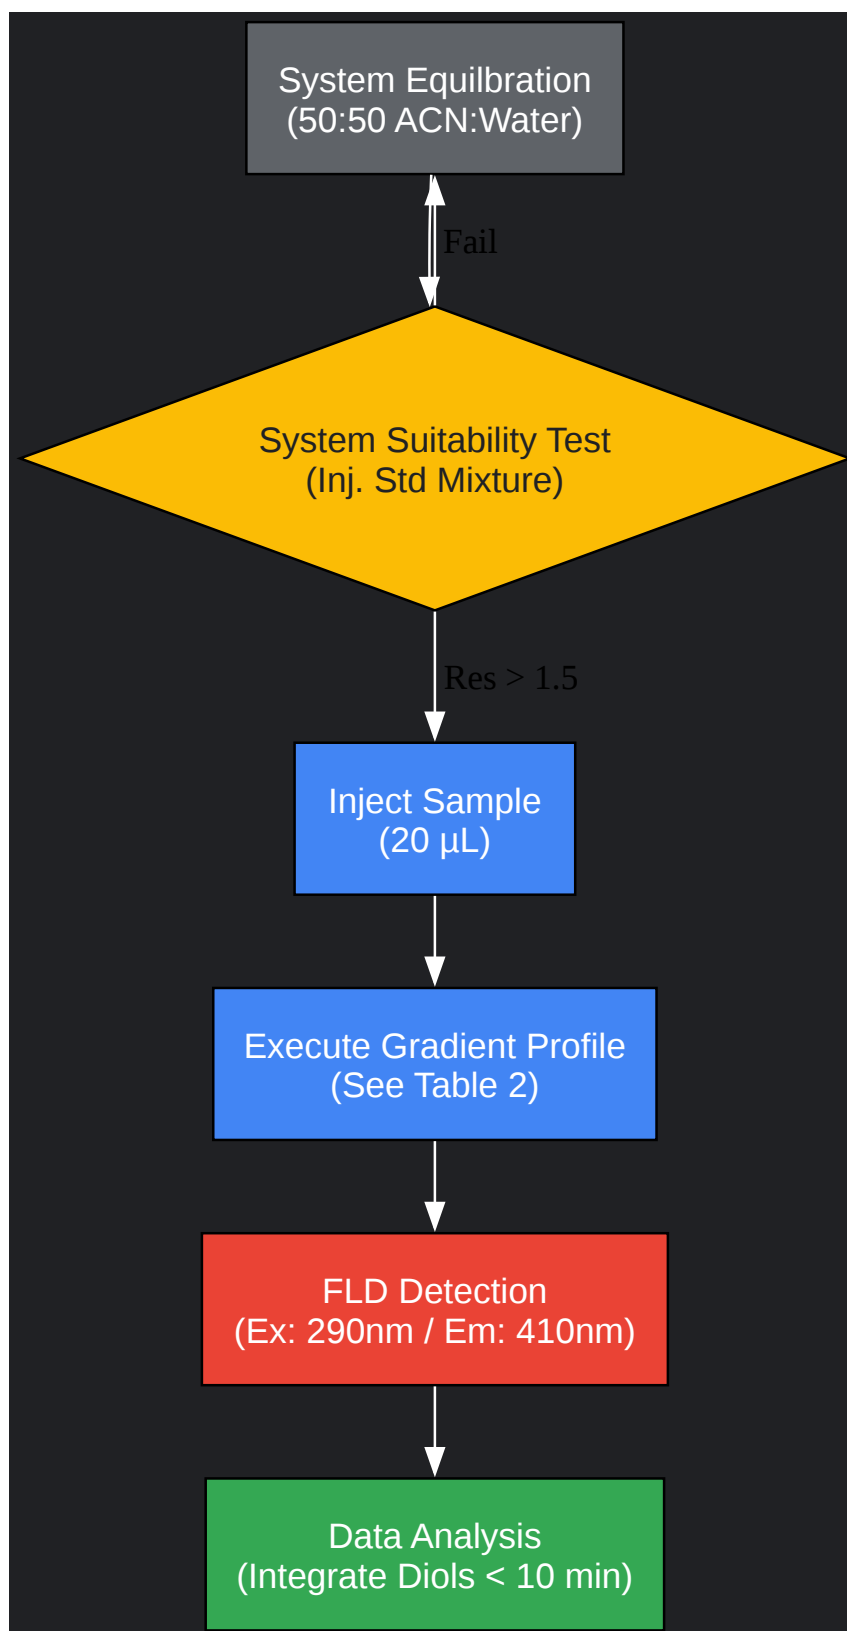 System Equilbration
(50:50 ACN:Water)
Fail
System Suitability Test
(Inj. Std Mixture)
Res > 1.5
Inject Sample
(20 µL)
Execute Gradient Profile
(See Table 2)
FLD Detection
(Ex: 290nm / Em: 410nm)
Data Analysis
(Integrate Diols < 10 min)